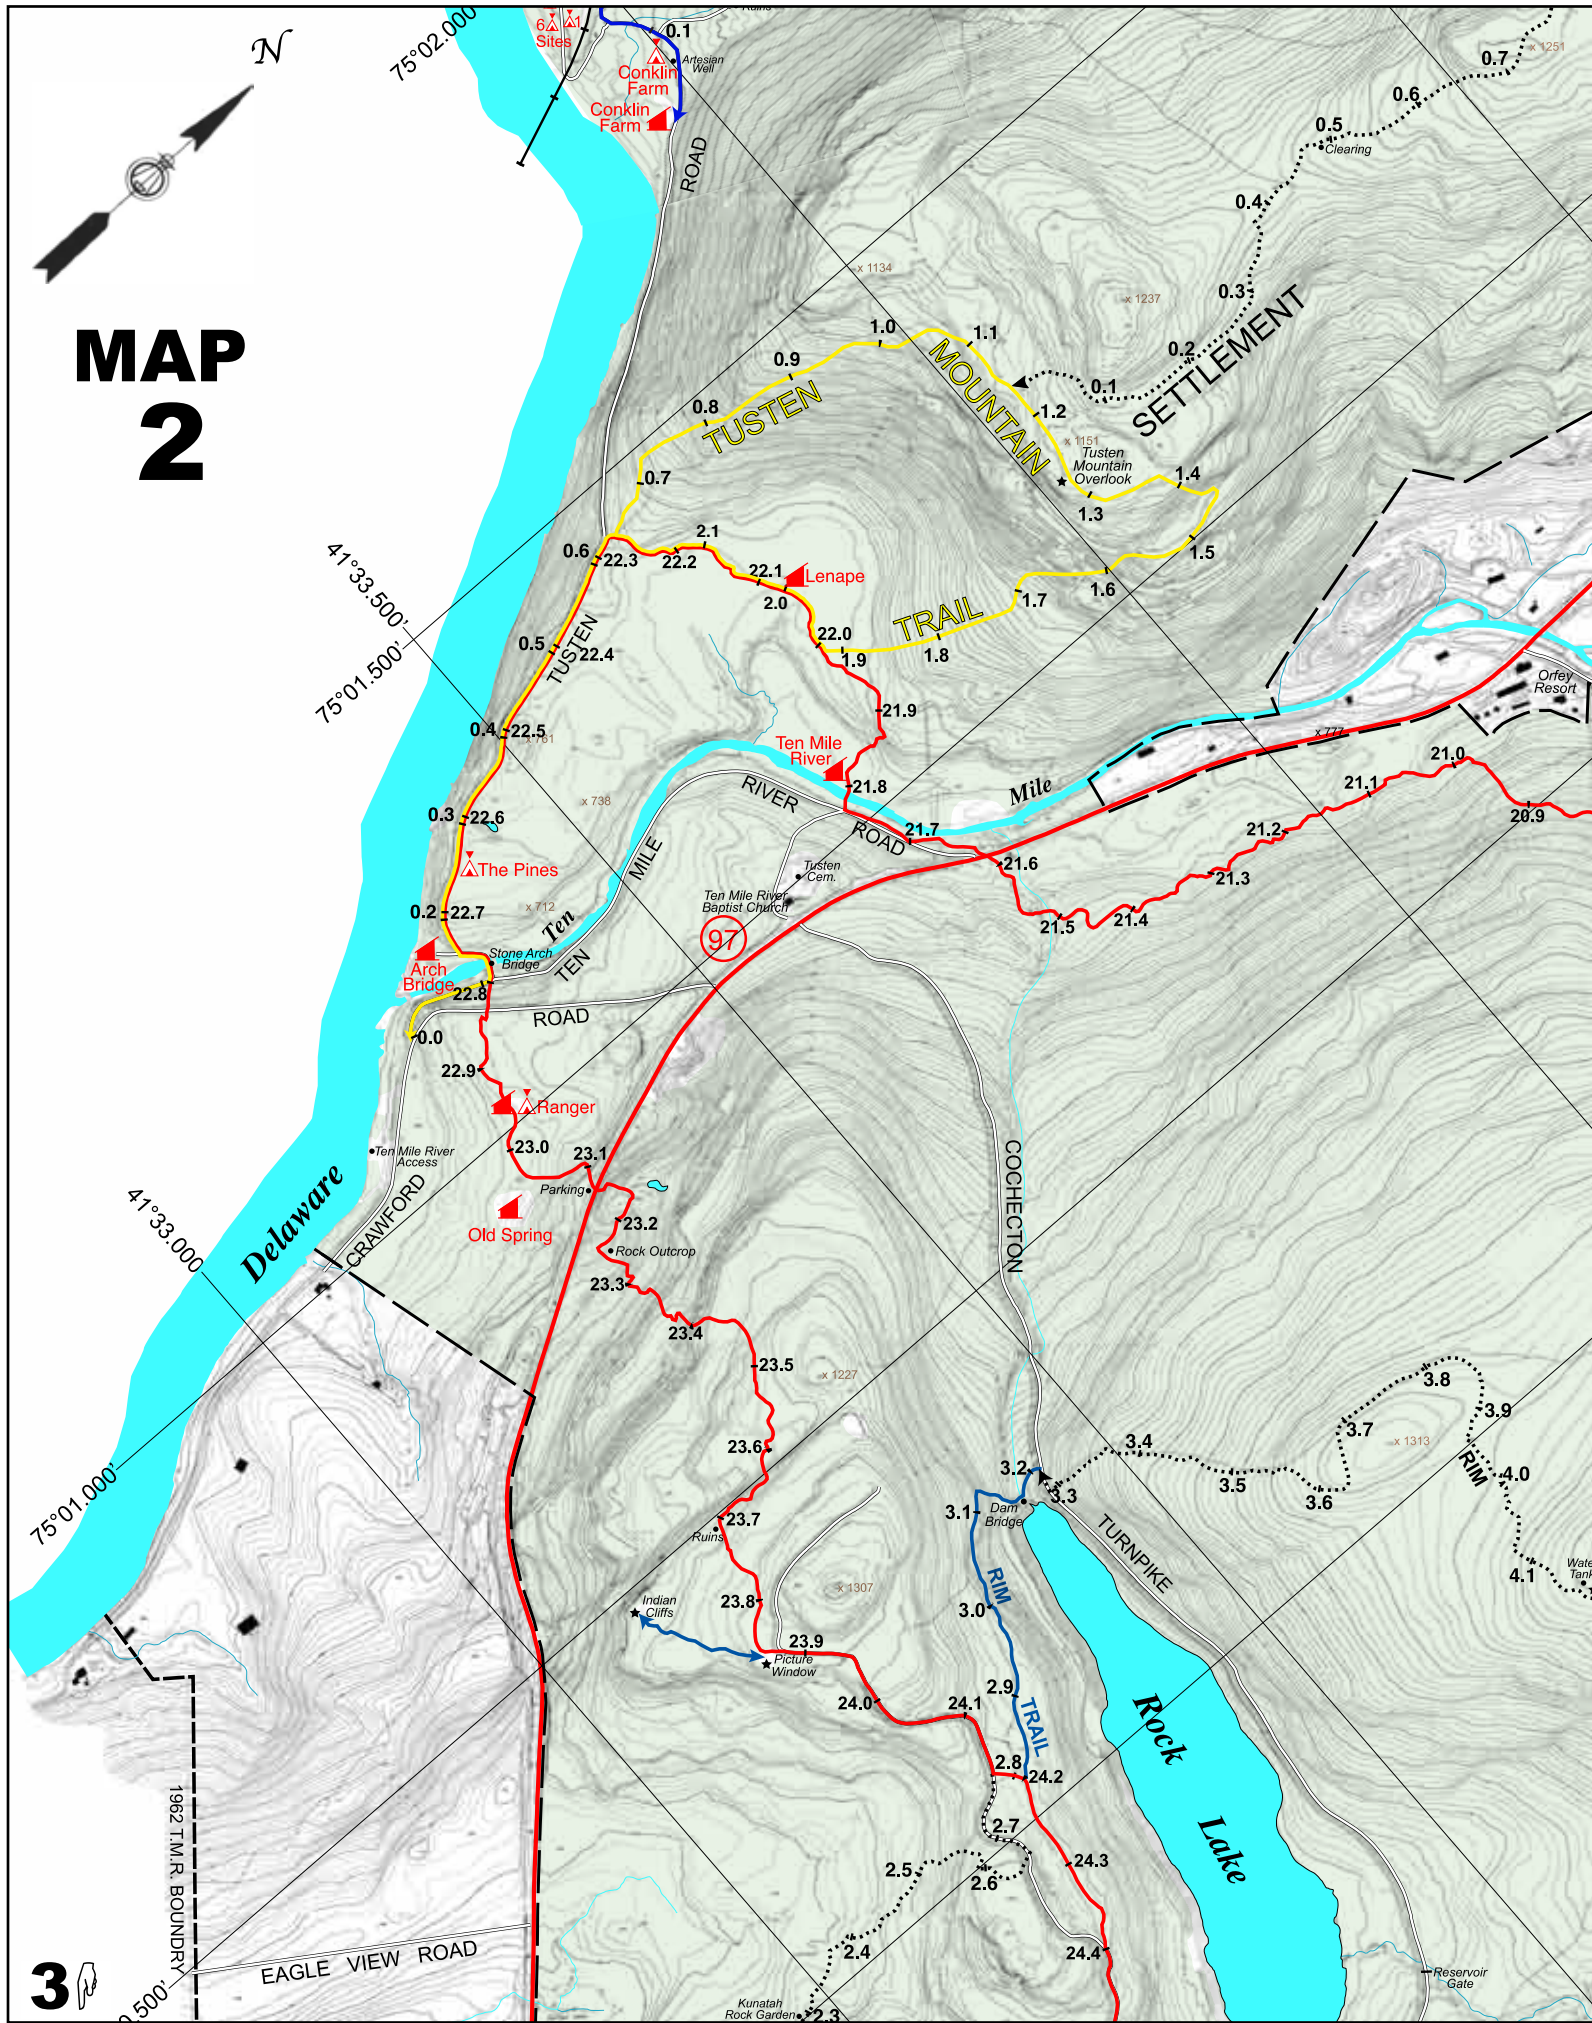 N
MAP
2
75°02.000'
6
1
Sites
0.1
Ruins
Artesian
Well
Conklin
Farm
Conklin
Farm
ROAD
x 1251
0.7
0.6
0.5
Clearing
0.4
0.3
0.2
0.1
SETTLEMENT
x 1134
x 1237
1.0
1.1
0.9
0.8
TUSTEN
MOUNTAIN
1.2
x 1151
Tusten
Mountain
Overlook
1.3
1.4
1.5
0.7
1.6
1.7
TRAIL
1.8
1.9
41°33.500'
75°01.500'
0.6
22.3
22.2
2.1
22.1
2.0
Lenape
22.0
0.5
TUSTEN
22.4
21.9
0.4
22.5
x 761
Ten Mile
River
21.8
Orfey
Resort
x 777
x 738
RIVER
ROAD
Mile
21.7
21.0
21.1
20.9
21.2
0.3
22.6
MILE
21.6
21.3
The Pines
Tusten
Cem.
Ten Mile River
Baptist Church
0.2
22.7
x 712
Ten
97
21.4
21.5
Stone Arch
Bridge
Arch
Bridge
TEN
22.8
ROAD
0.0
22.9
Ranger
Ten Mile River
Access
23.0
23.1
COCHECTON
Parking
CRAWFORD
Delaware
41°33.000
Old Spring
23.2
Rock Outcrop
23.3
23.4
23.5
x 1227
3.8
3.9
3.7
x 1313
RIM
23.6
3.2
3.4
3.3
3.5
4.0
3.6
75°01.000'
23.7
Ruins
3.1
Dam
Bridge
TURNPIKE
4.1
Water
Tank
RIM
x 1307
Indian
Cliffs
23.8
3.0
23.9
Picture
Window
2.9
TRAIL
24.0
24.1
Rock
2.8
24.2
1962 T.M.R. BOUNDRY
2.7
Lake
2.5
2.6
24.3
2.4
24.4
EAGLE VIEW ROAD
3
0.500'
Kunatah
Rock Garden
2.3
Reservoir
Gate